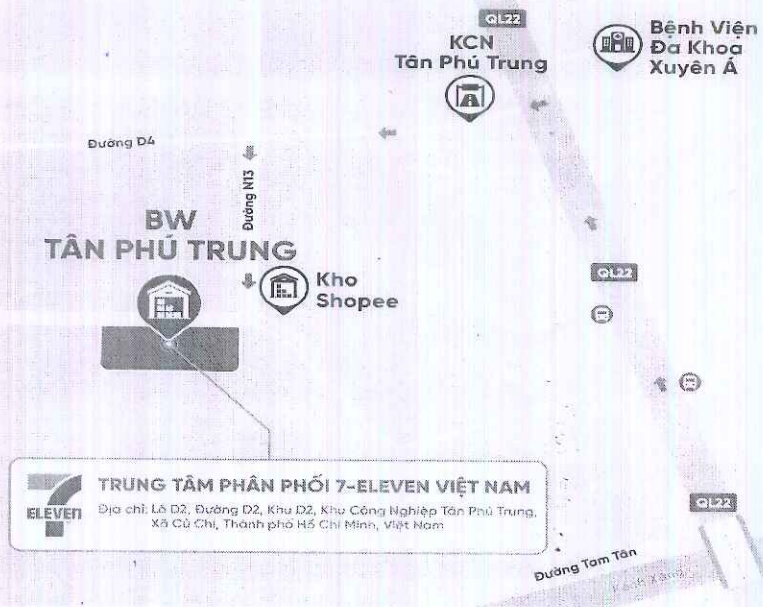 QL22
Bệnh Viện
Đa Khoa
Xuyên Á
KCN
Tân Phú Trung
Đường D4
Đường N13
BW
TÂN PHÚ TRUNG
Kho
Shopee
QL22
7
ELEVEN
TRUNG TÂM PHÂN PHỐI 7-ELEVEN VIỆT NAM
Địa chỉ: Lô D2, Đường D2, Khu D2, Khu Công Nghiệp Tân Phú Trung,
Xã Củ Chi, Thành phố Hồ Chí Minh, Việt Nam
QL22
Đường Tam Tân
Kênh Xáng